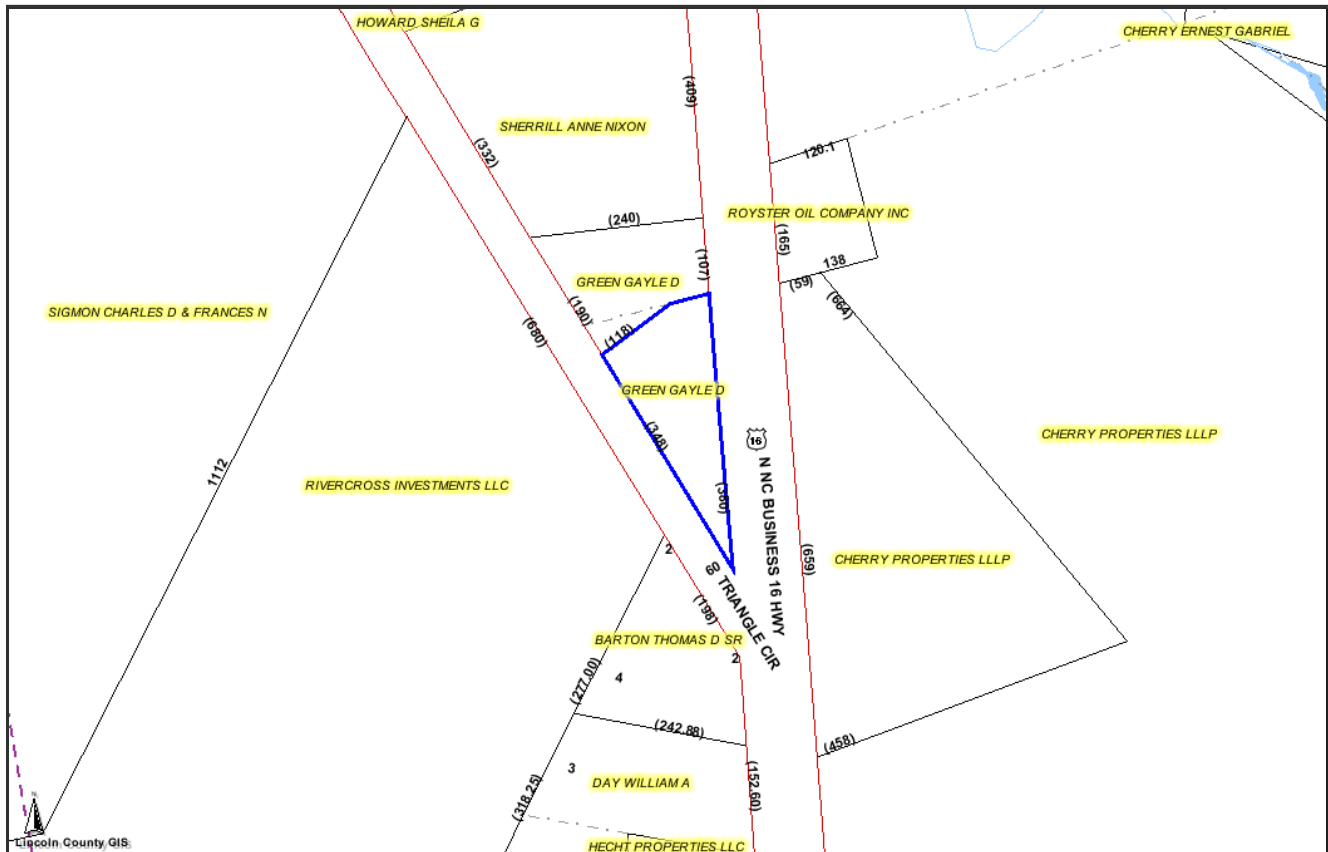 HOWARD SHEILA G
CHERRY ERNEST GABRIEL
(409)
SHERRILL ANNE NIXON
(332)
120.1
ROYSTER OIL COMPANY INC
(240)
(165)
(107)
138
(59)
GREEN GAYLE D
(664)
SIGMON CHARLES D & FRANCES N
(190)
(680)
(118)
GREEN GAYLE D
(348)
16
N NC BUSINESS 16 HWY
CHERRY PROPERTIES LLLP
1112
RIVERCROSS INVESTMENTS LLC
(380)
2
(659)
CHERRY PROPERTIES LLLP
S TRIANGLE CIR
(198)
BARTON THOMAS D SR
2
4
(277.00)
(242.88)
(458)
3
DAY WILLIAM A
(152.60)
(318.25)
N
Lincoln County GIS
HECHT PROPERTIES LLC